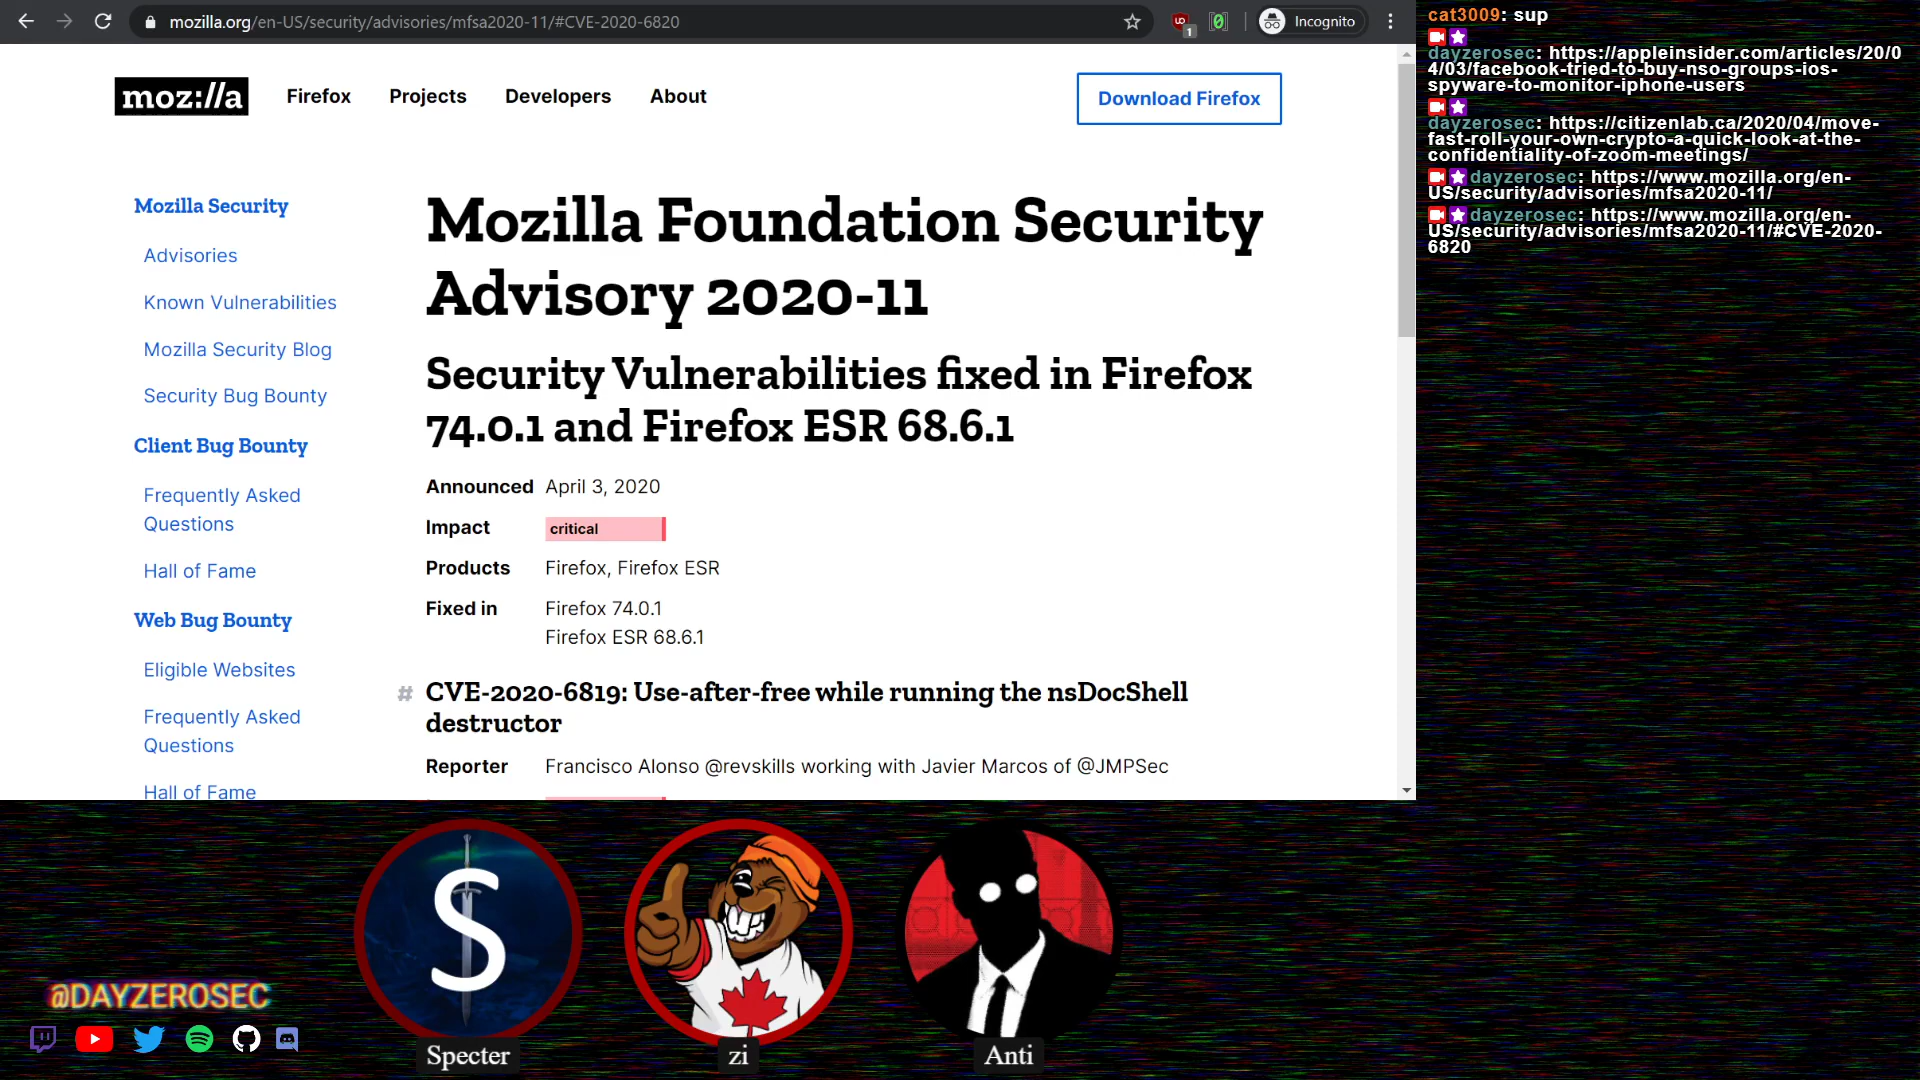 mozilla.org/en-US/security/advisories/mfsa2020-11/#CVE-2020-6820
1
Incognito
moz://a
Firefox
Projects
Developers
About
Download Firefox
Mozilla Security
Advisories
Known Vulnerabilities
Mozilla Security Blog
Security Bug Bounty
Client Bug Bounty
Frequently Asked
Questions
Hall of Fame
Web Bug Bounty
Eligible Websites
Frequently Asked
Questions
Hall of Fame
Mozilla Foundation Security
Advisory 2020-11
Security Vulnerabilities fixed in Firefox
74.0.1 and Firefox ESR 68.6.1
Announced April 3, 2020
Impact critical
Products Firefox, Firefox ESR
Fixed in Firefox 74.0.1
Firefox ESR 68.6.1
# CVE-2020-6819: Use-after-free while running the nsDocShell
destructor
Reporter Francisco Alonso @revskills working with Javier Marcos of @JMPSec
cat3009: sup
dayzerosec: https://appleinsider.com/articles/20/0
4/03/facebook-tried-to-buy-nso-groups-ios-
spyware-to-monitor-iphone-users
dayzerosec: https://citizenlab.ca/2020/04/move-
fast-roll-your-own-crypto-a-quick-look-at-the-
confidentiality-of-zoom-meetings/
dayzerosec: https://www.mozilla.org/en-
US/security/advisories/mfsa2020-11/
dayzerosec: https://www.mozilla.org/en-
US/security/advisories/mfsa2020-11/#CVE-2020-
6820
@DAYZEROSEC
S
Specter
zi
Anti